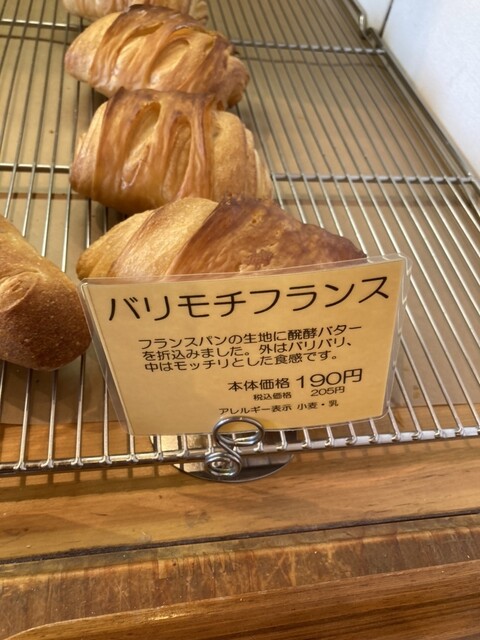 バリモチフランス
フランスパンの生地に醗酵バター
を折込みました。外はバリバリ、
中はモッチリとした食感です。
本体価格 190円
税込価格 205円
アレルギー表示 小麦・乳